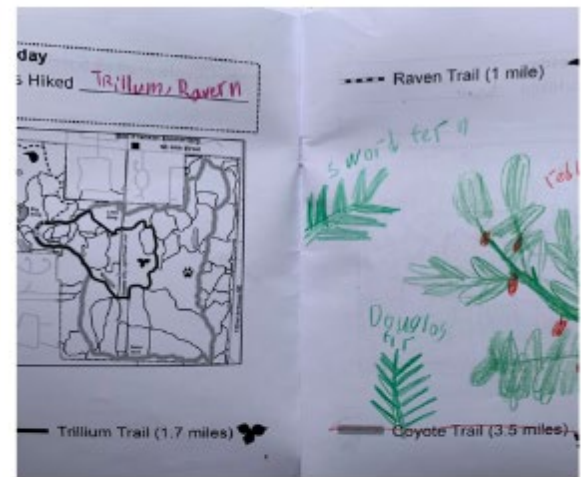 day
s Hiked Trillum, Raver n
Trillium Trail (1.7 miles)
Raven Trail (1 mile)
sword fern
Douglas
fir
Coyote Trail (3.5 miles)